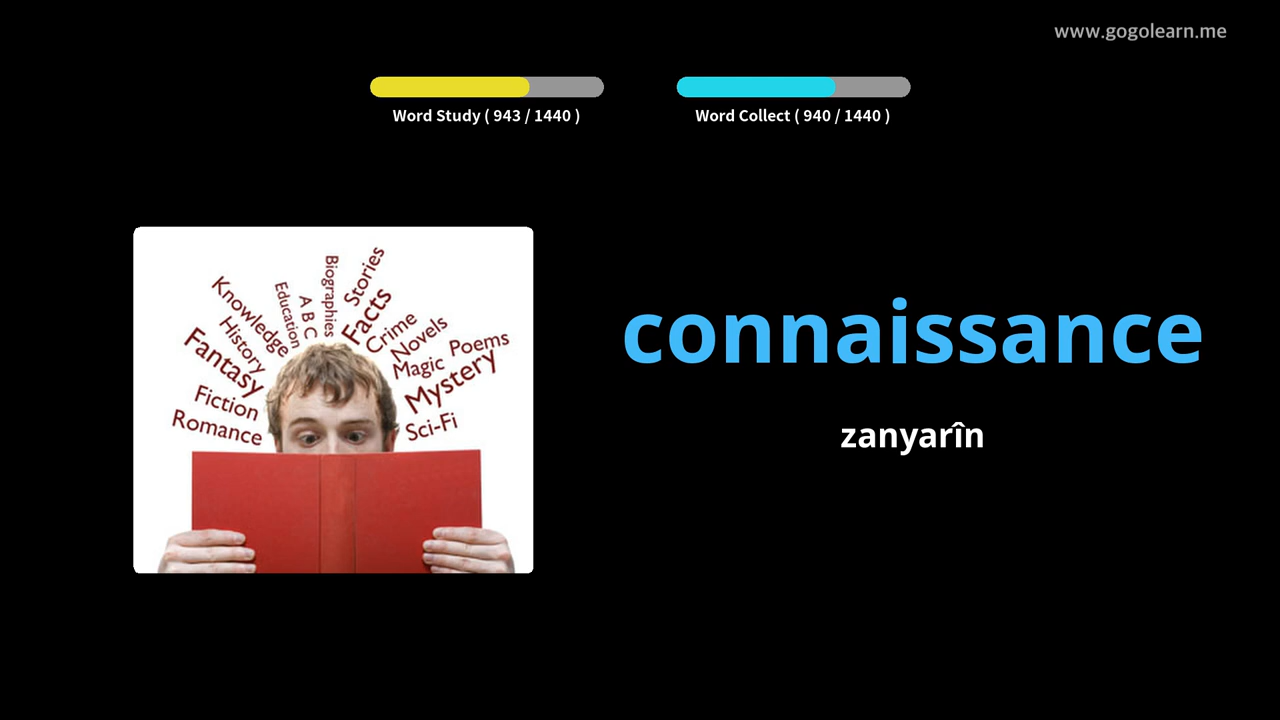 www.gogolearn.me
Word Study ( 943 / 1440 )
Word Collect ( 940 / 1440 )
Biographies
Stories
Education
A B C
Facts
Knowledge
Crime
History
Novels
Fantasy
Magic
Poems
Mystery
Fiction
Romance
Sci-Fi
connaissance
zanyarîn